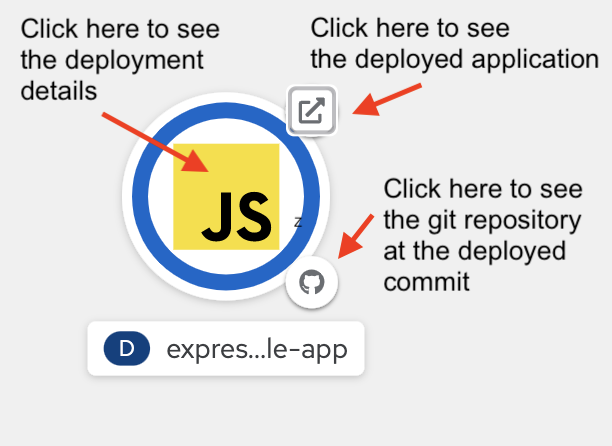 Click here to see
the deployment
details
Click here to see
the deployed application
JS
z
Click here to see
the git repository
at the deployed
commit
D expres...le-app